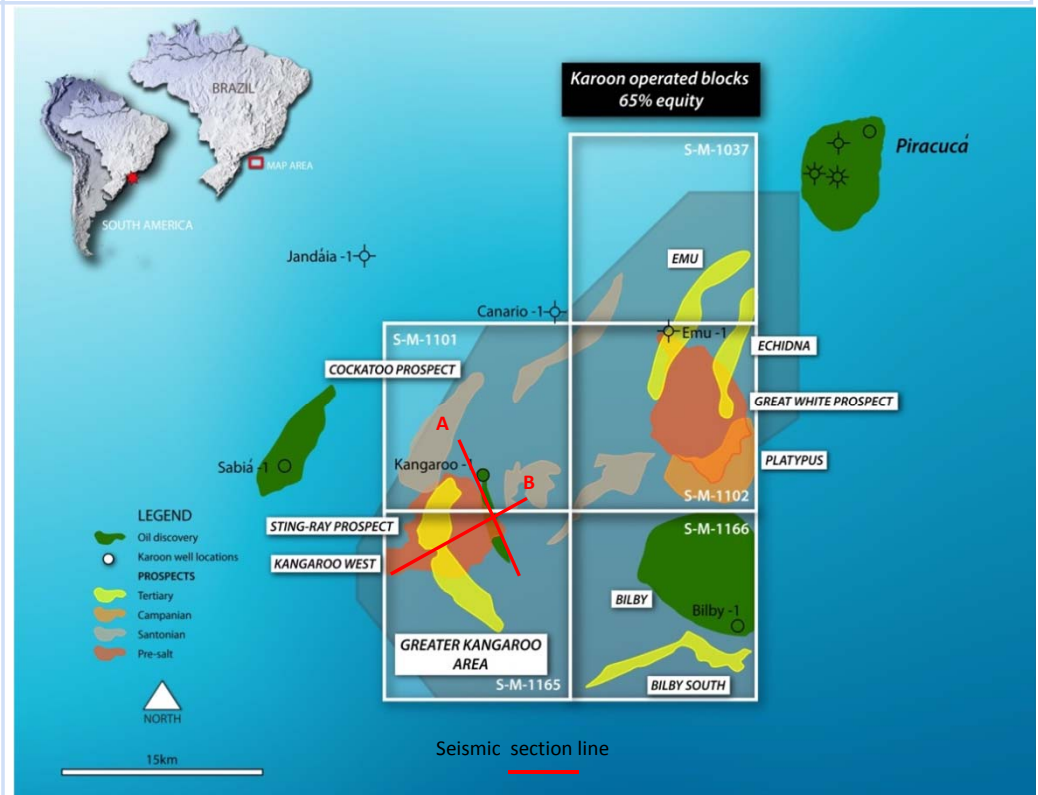 Karoon operated blocks
65% equity
BRAZIL
MAP AREA
SOUTH AMERICA
S-M-1037
Piracucá
Jandáia -1
EMU
Canario -1
Emu -1
S-M-1101
ECHIDNA
COCKATOO PROSPECT
GREAT WHITE PROSPECT
A
Kangaroo -1
PLATYPUS
Sabiá -1
B
S-M-1102
LEGEND
Oil discovery
Karoon well locations
PROSPECTS
Tertiary
Campanian
Santonian
Pre-salt
STING-RAY PROSPECT
S-M-1166
KANGAROO WEST
BILBY
Bilby -1
GREATER KANGAROO
AREA
S-M-1165
BILBY SOUTH
NORTH
Seismic section line
15km